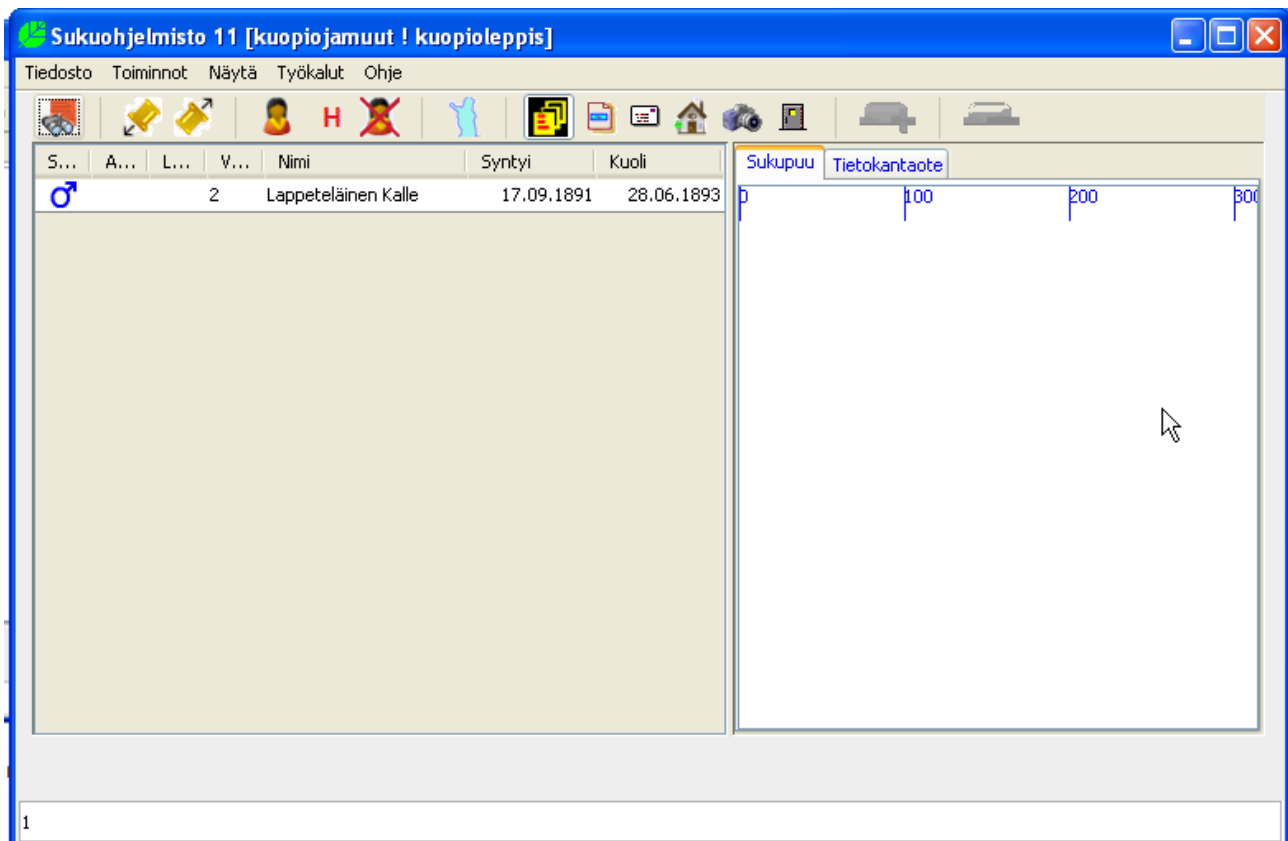 Sukuohjelmisto 11 [kuopiojamuut ! kuopioleppis]
Tiedosto Toiminnot Näytä Työkalut Ohje
H
S... A... L... V... Nimi Syntyi Kuoli Sukupuu Tietokantaote
2 Lappeteläinen Kalle 17.09.1891 28.06.1893 0 100 200 300
1